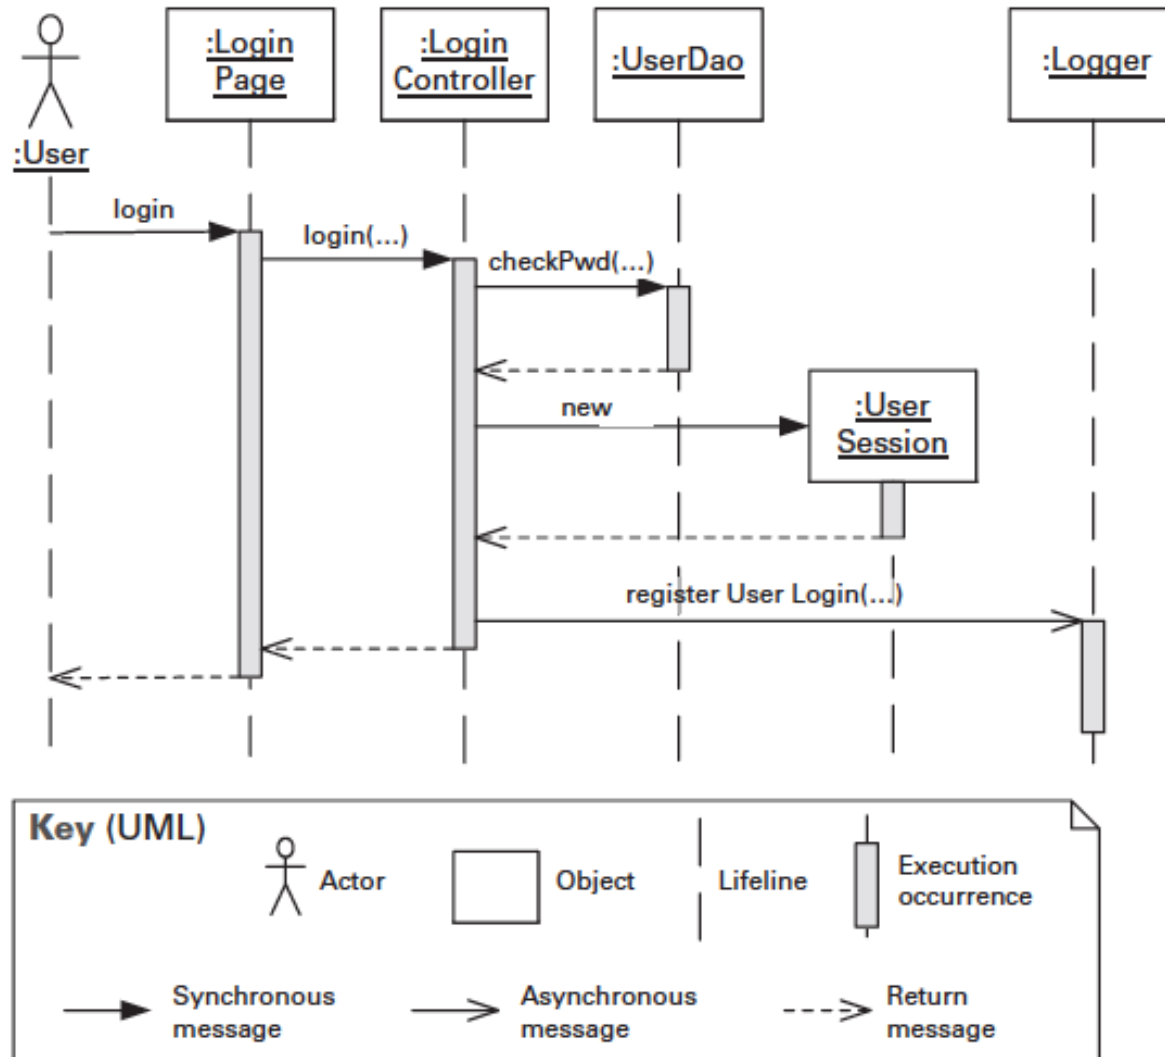 :Login
Page
:Login
Controller
:UserDao
:Logger
:User
login
login(...)
checkPwd(...)
new
:User
Session
register User Login(...)
Key (UML)
Actor
Object
Lifeline
Execution
occurrence
Synchronous
message
Asynchronous
message
Return
message